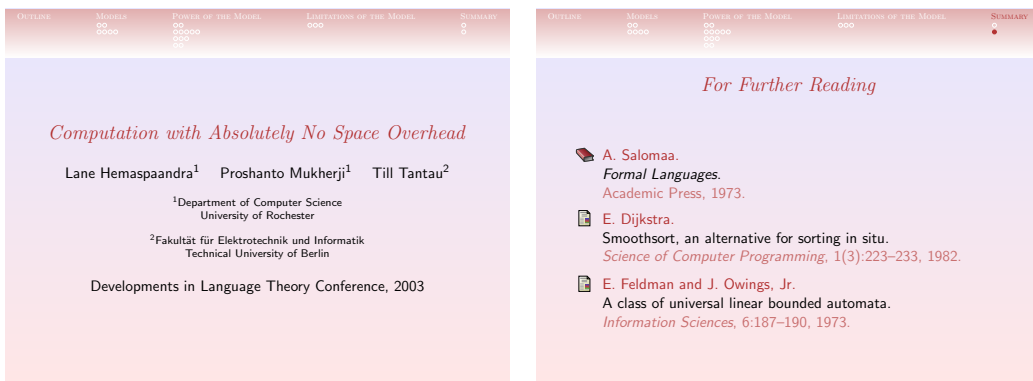 OUTLINE MODELS POWER OF THE MODEL LIMITATIONS OF THE MODEL SUMMARY
Computation with Absolutely No Space Overhead
Lane Hemaspaandra1 Proshanto Mukherji1 Till Tantau2
1Department of Computer Science
University of Rochester
2Fakultät für Elektrotechnik und Informatik
Technical University of Berlin
Developments in Language Theory Conference, 2003
OUTLINE MODELS POWER OF THE MODEL LIMITATIONS OF THE MODEL SUMMARY
For Further Reading
A. Salomaa.
Formal Languages.
Academic Press, 1973.
E. Dijkstra.
Smoothsort, an alternative for sorting in situ.
Science of Computer Programming, 1(3):223–233, 1982.
E. Feldman and J. Owings, Jr.
A class of universal linear bounded automata.
Information Sciences, 6:187–190, 1973.